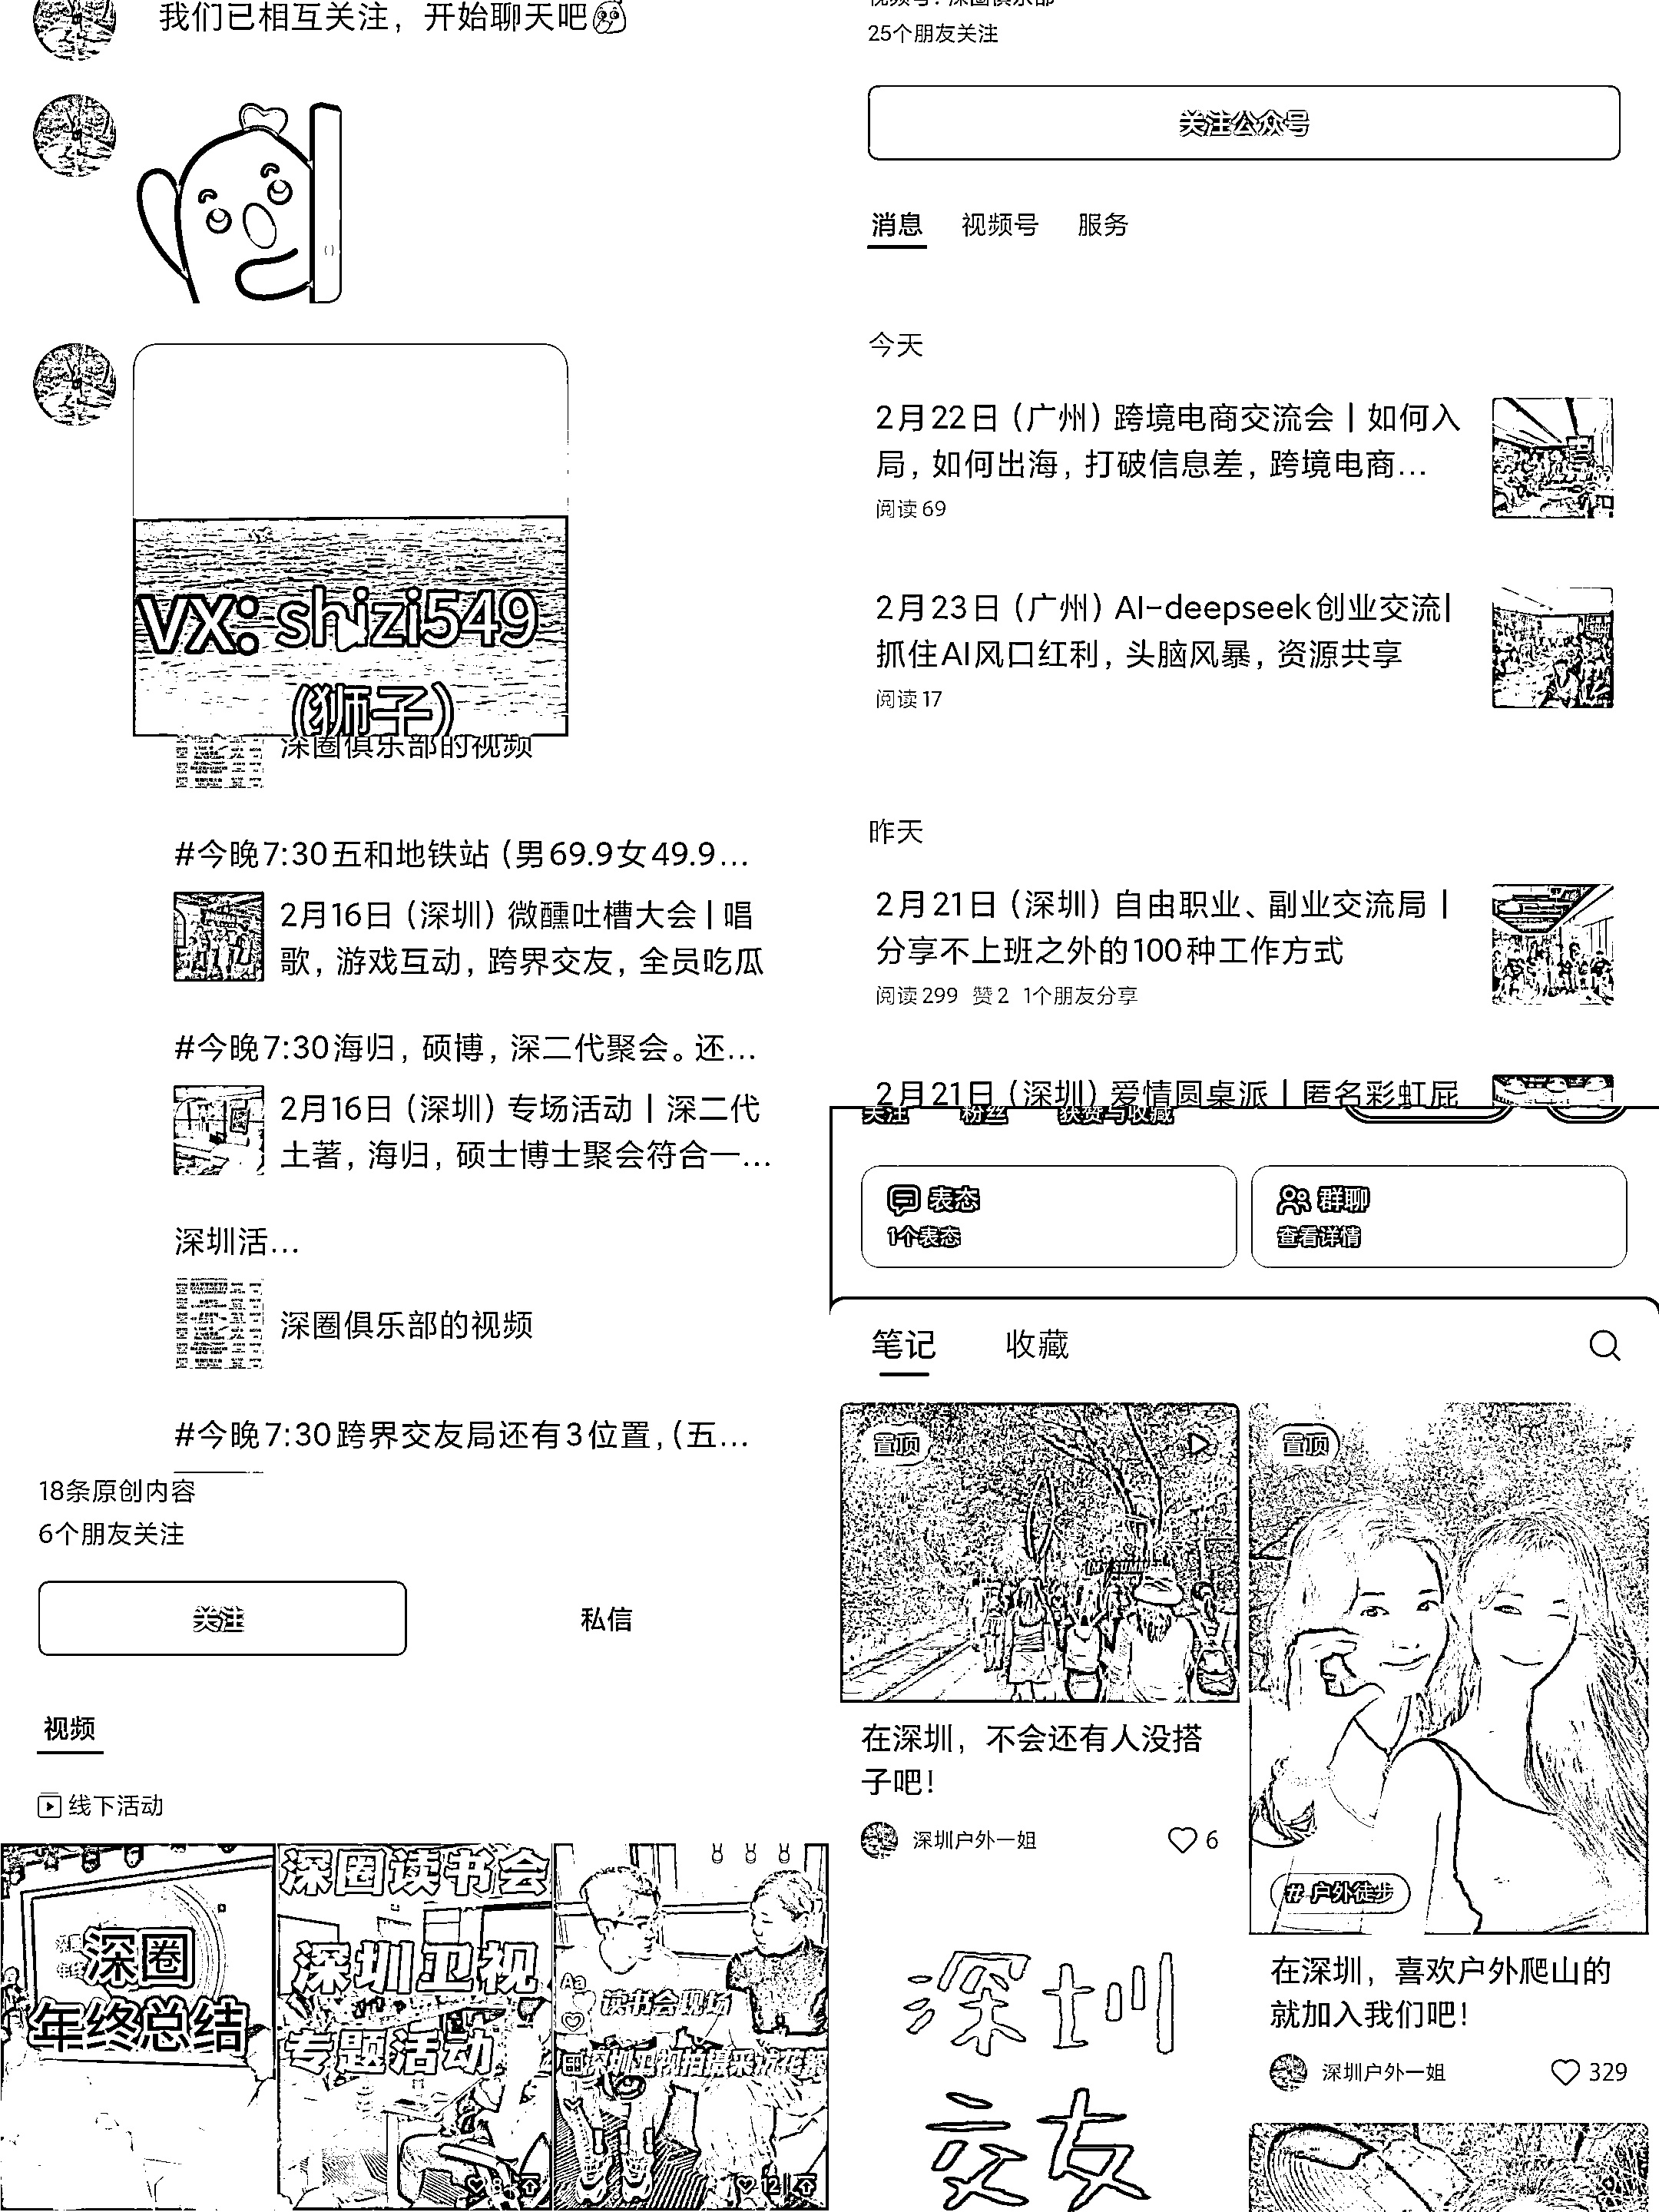 我们已相互关注，开始聊天吧
vx: shizi549
(狮子)
深圈俱乐部的视频
#今晚7:30五和地铁站（男69.9女49.9...
2月16日（深圳）微醺吐槽大会 | 唱
歌，游戏互动，跨界交友，全员吃瓜
#今晚7:30海归，硕博，深二代聚会。还...
2月16日（深圳）专场活动 | 深二代
土著，海归，硕士博士聚会符合一...
深圳活...
深圈俱乐部的视频
#今晚7:30跨界交友局还有3位置，（五...
18条原创内容
6个朋友关注
关注
私信
视频
线下活动
深圈
年终总结
深圈读书会
深圳卫视
专题活动
读书会现场
深圳卫视拍摄采访花絮
视频号：深圈俱乐部
25个朋友关注
关注公众号
消息 视频号 服务
今天
2月22日（广州）跨境电商交流会 | 如何入
局，如何出海，打破信息差，跨境电商...
阅读 69
2月23日（广州）AI-deepseek创业交流|
抓住AI风口红利，头脑风暴，资源共享
阅读 17
昨天
2月21日（深圳）自由职业、副业交流局 |
分享不上班之外的100种工作方式
阅读 299 赞 2 1个朋友分享
2月21日（深圳）爱情圆桌派 | 匿名彩虹屁
关注 粉丝 获赞与收藏
表态
1个表态
群聊
查看详情
笔记 收藏
置顶
在深圳，不会还有人没搭
子吧！
深圳户外一姐 6
深圳
交友
置顶
# 户外徒步
在深圳，喜欢户外爬山的
就加入我们吧！
深圳户外一姐 329